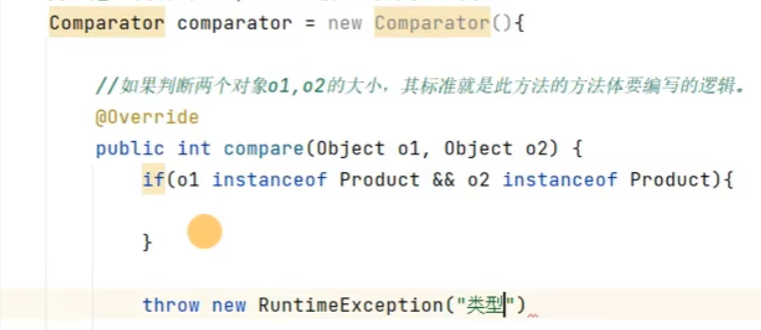 Comparator comparator = new Comparator(){
//如果判断两个对象o1,o2的大小，其标准就是此方法的方法体要编写的逻辑。
@Override
public int compare(Object o1, Object o2) {
if(o1 instanceof Product && o2 instanceof Product){
}
throw new RuntimeException("类型")